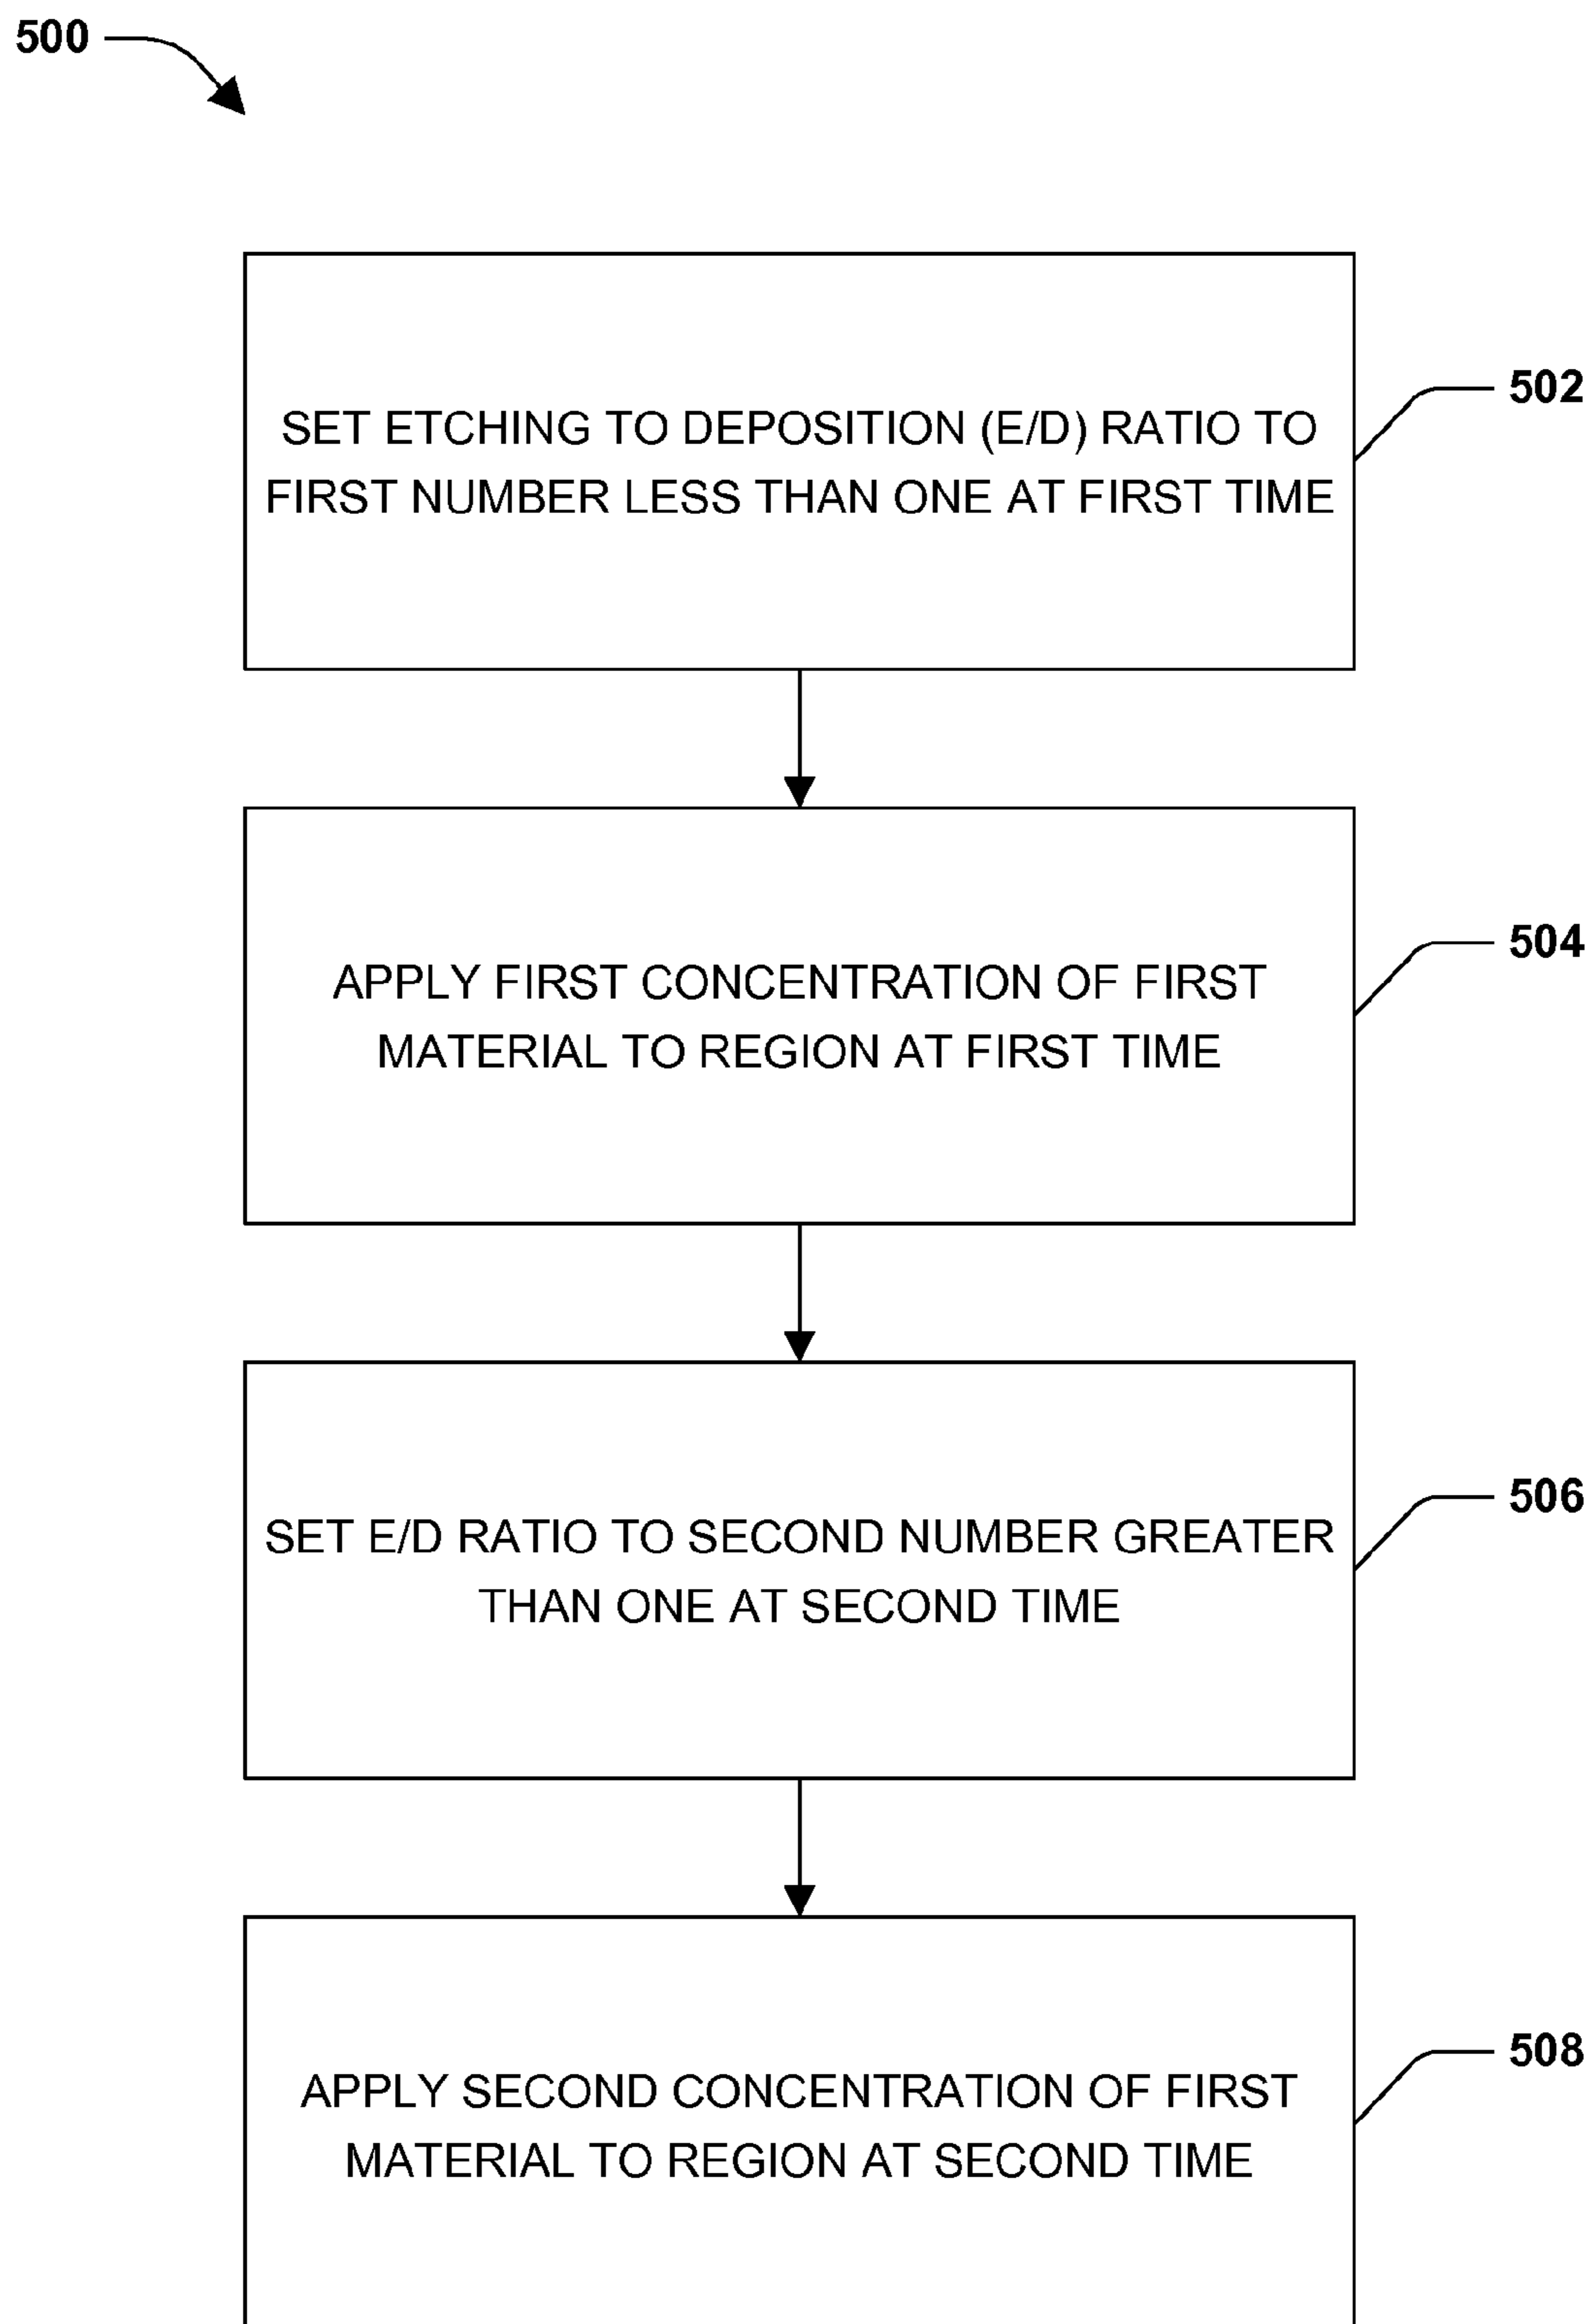 500
SET ETCHING TO DEPOSITION (E/D) RATIO TO
FIRST NUMBER LESS THAN ONE AT FIRST TIME
502
APPLY FIRST CONCENTRATION OF FIRST
MATERIAL TO REGION AT FIRST TIME
504
SET E/D RATIO TO SECOND NUMBER GREATER
THAN ONE AT SECOND TIME
506
APPLY SECOND CONCENTRATION OF FIRST
MATERIAL TO REGION AT SECOND TIME
508